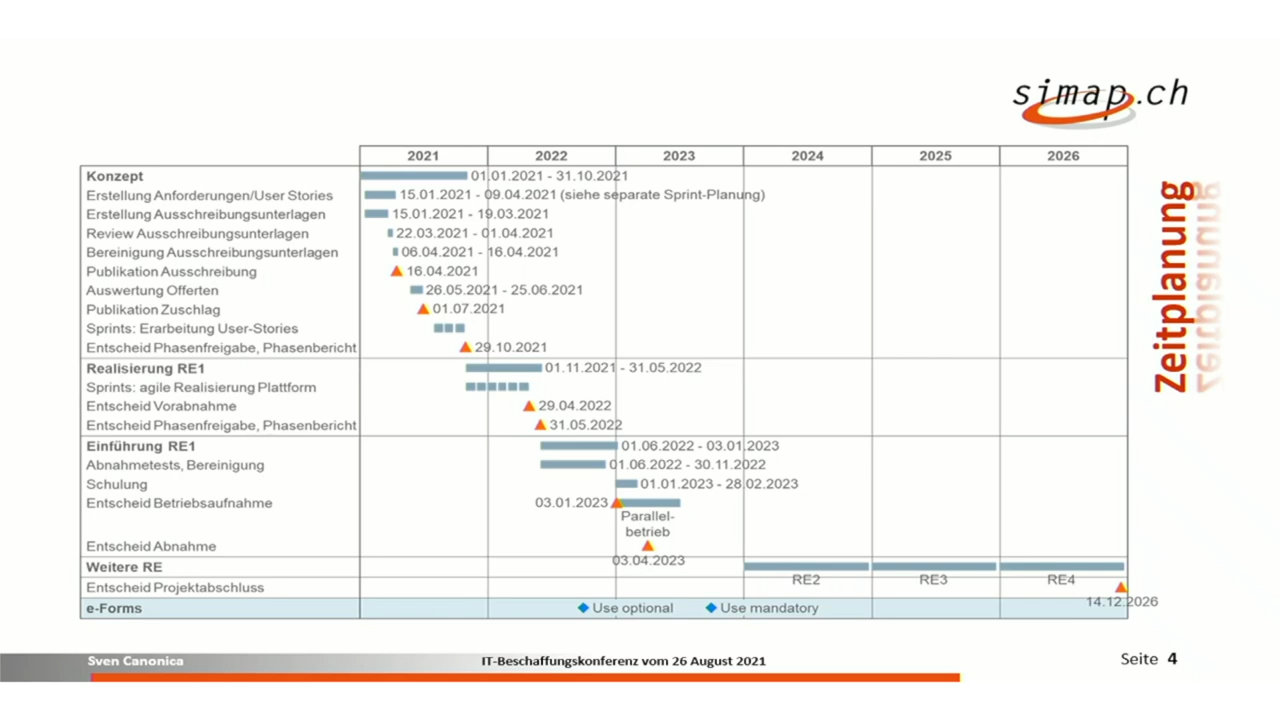 simap.ch
2021 2022 2023 2024 2025 2026
Konzept 01.01.2021 - 31.10.2021
Erstellung Anforderungen/User Stories 15.01.2021 - 09.04.2021 (siehe separate Sprint-Planung)
Erstellung Ausschreibungsunterlagen 15.01.2021 - 19.03.2021
Review Ausschreibungsunterlagen 22.03.2021 - 01.04.2021
Bereinigung Ausschreibungsunterlagen 06.04.2021 - 16.04.2021
Publikation Ausschreibung 16.04.2021
Auswertung Offerten 26.05.2021 - 25.06.2021
Publikation Zuschlag 01.07.2021
Sprints: Erarbeitung User-Stories
Entscheid Phasenfreigabe, Phasenbericht 29.10.2021
Realisierung RE1 01.11.2021 - 31.05.2022
Sprints: agile Realisierung Plattform
Entscheid Vorabnahme 29.04.2022
Entscheid Phasenfreigabe, Phasenbericht 31.05.2022
Einführung RE1 01.06.2022 - 03.01.2023
Abnahmetests, Bereinigung 01.06.2022 - 30.11.2022
Schulung 01.01.2023 - 28.02.2023
Entscheid Betriebsaufnahme 03.01.2023
Parallel-
betrieb
Entscheid Abnahme
03.04.2023
Weitere RE
RE2 RE3 RE4
Entscheid Projektabschluss
14.12.2026
e-Forms Use optional Use mandatory
Zeitplanung
Sven Canonica IT-Beschaffungskonferenz vom 26 August 2021 Seite 4